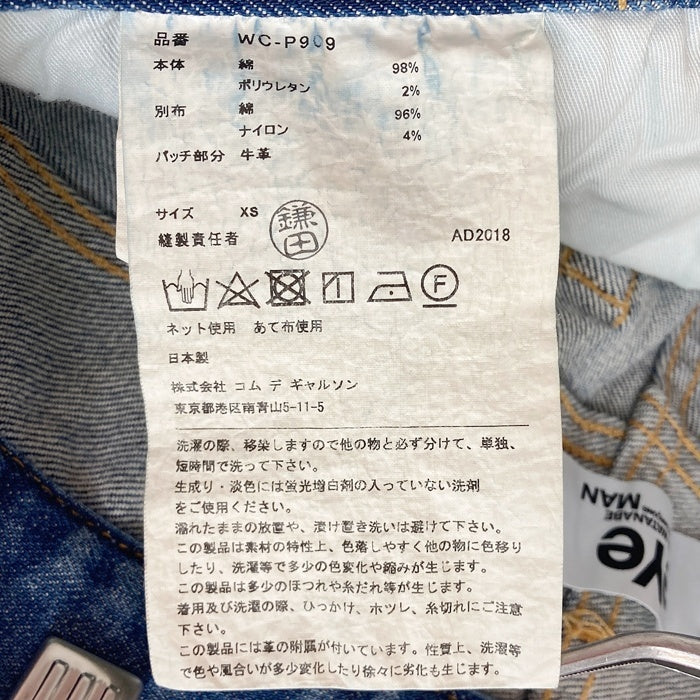 品番 WC-P909
本体 綿 98%
ポリウレタン 2%
別布 綿 96%
ナイロン 4%
パッチ部分 牛革
サイズ XS
縫製責任者 鎌田 AD2018
F
ネット使用 あて布使用
日本製
株式会社 コム デ ギャルソン
東京都港区南青山5-11-5
洗濯の際、移染しますので他の物と必ず分けて、単独、
短時間で洗って下さい。
生成り・淡色には蛍光増白剤の入っていない洗剤
をご使用ください。
濡れたままの放置や、漬け置き洗いは避けて下さい。
この製品は素材の特性上、色落しやすく他の物に色移り
したり、洗濯等で多少の色変化や縮みが生じます。
この製品は多少のほつれや糸だれ等が生じます。
着用及び洗濯の際、ひっかけ、ホツレ、糸切れにご注意
下さい。
この製品には革の附属が付いています。性質上、洗濯等
で色や風合いが多少変化したり徐々に劣化も生じます。
WATANABE
MAN
eYe